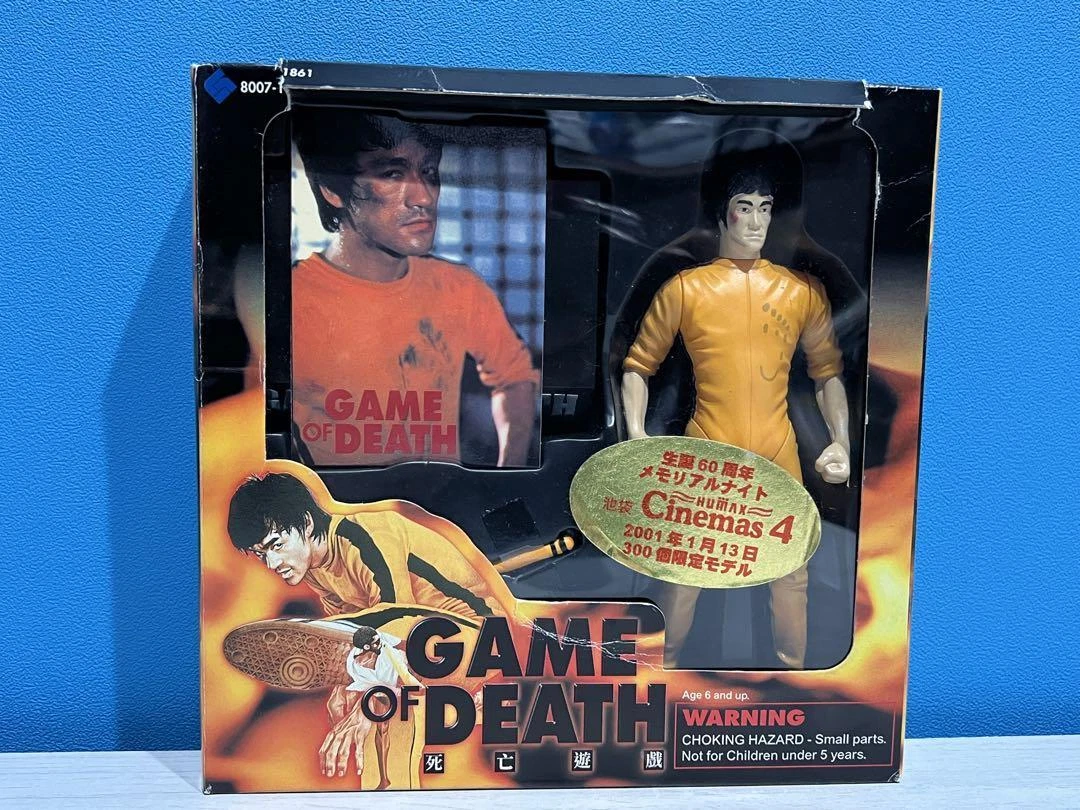 8007-1
1861
GAME
OF DEATH
生誕60周年
メモリアルナイト
池袋 HUMAX Cinemas 4
2001年1月13日
300個限定モデル
GAME
OF DEATH
死亡遊戯
Age 6 and up.
WARNING
CHOKING HAZARD - Small parts.
Not for Children under 5 years.